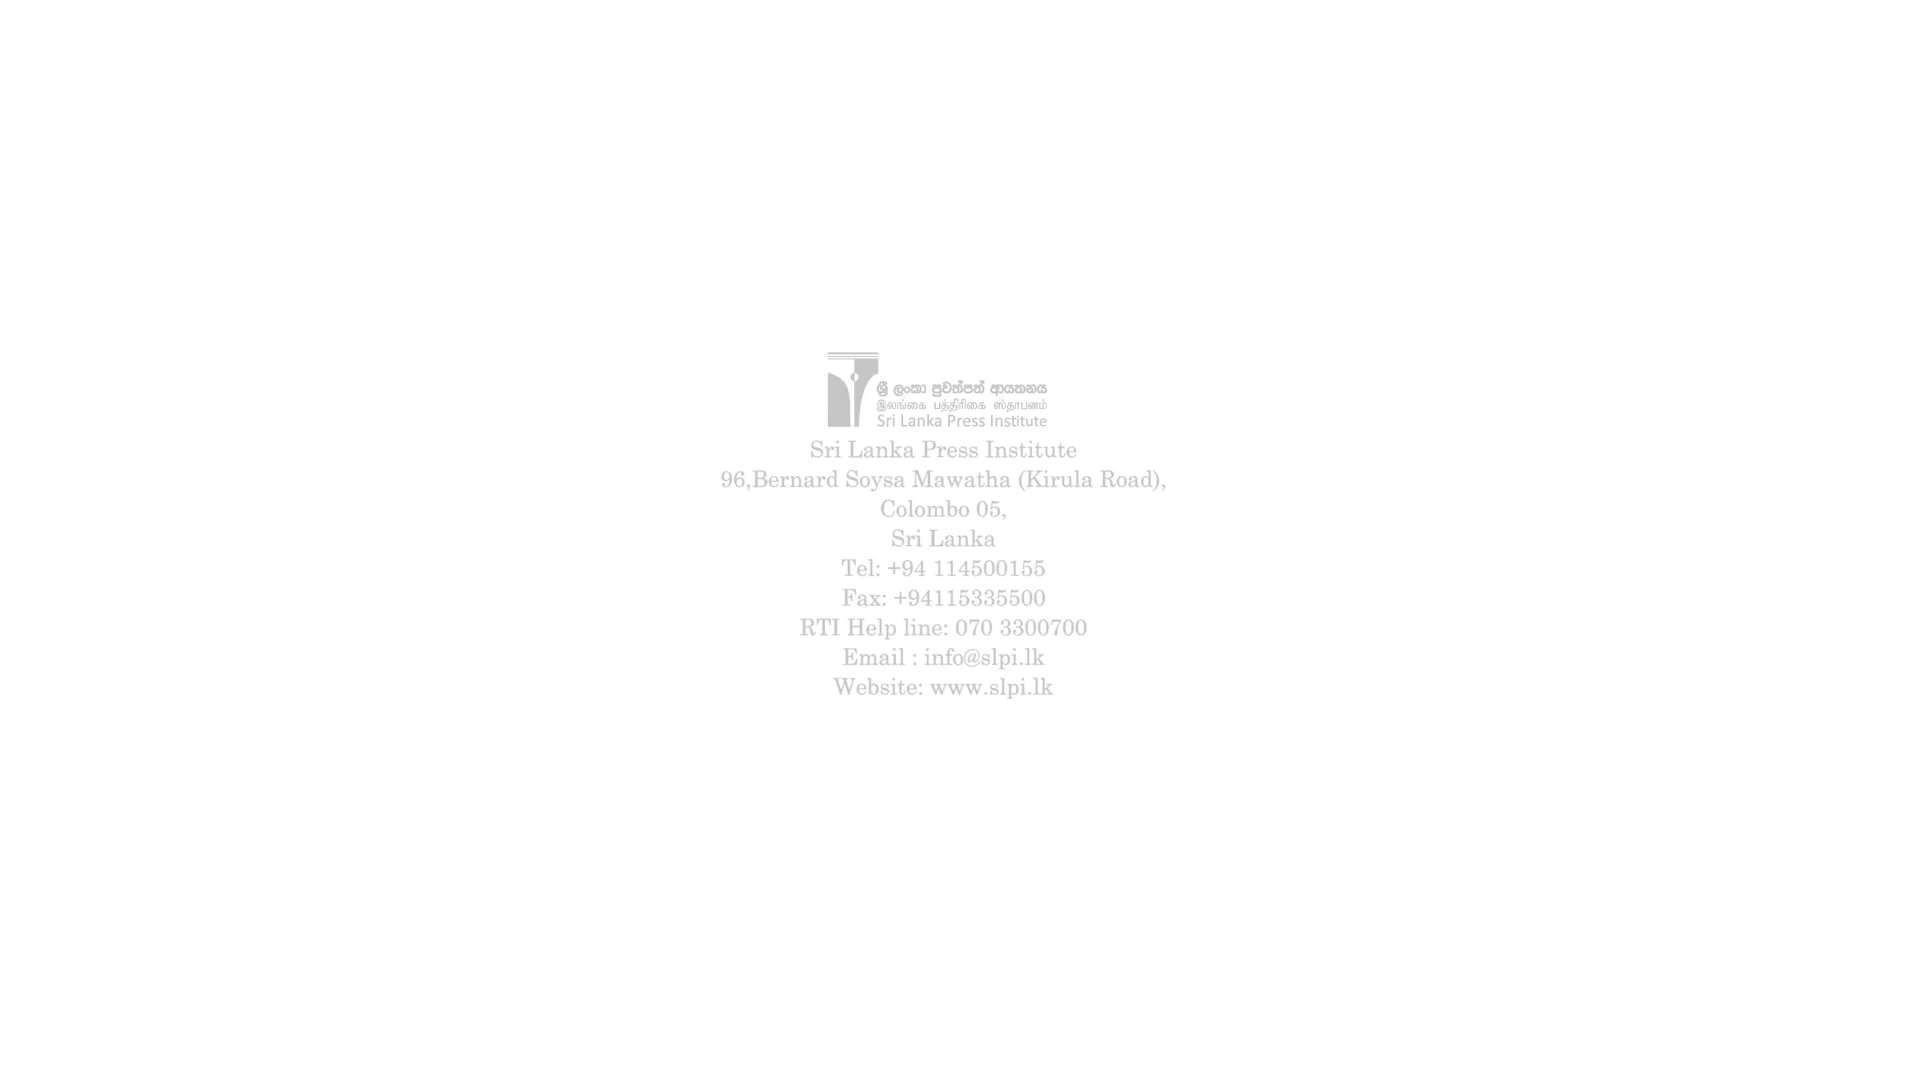 ශ්‍රී ලංකා පුවත්පත් ආයතනය
இலங்கை பத்திரிகை ஸ்தாபனம்
Sri Lanka Press Institute
Sri Lanka Press Institute
96,Bernard Soysa Mawatha (Kirula Road),
Colombo 05,
Sri Lanka
Tel: +94 114500155
Fax: +94115335500
RTI Help line: 070 3300700
Email : info@slpi.lk
Website: www.slpi.lk